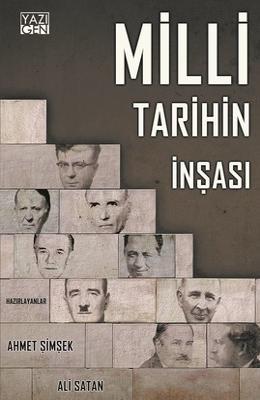 YAZI
GEN
MİLLİ
TARİHİN
İNŞASI
HAZIRLAYANLAR
AHMET ŞİMŞEK
ALİ SATAN